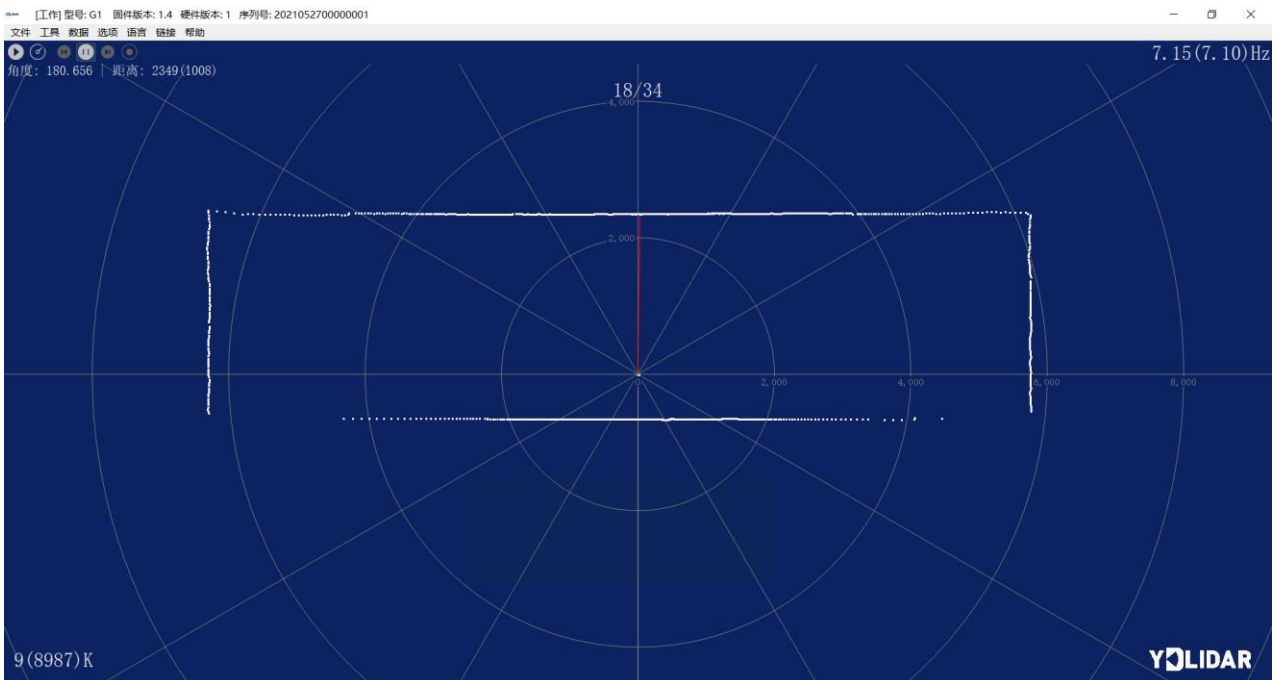 [工作] 型号: G1 固件版本: 1.4 硬件版本: 1 序列号: 2021052700000001
文件 工具 数据 选项 语言 链接 帮助
7.15(7.10)Hz
角度: 180.656 | 距离: 2349(1008)
18/34
4,000
2,000
0 2,000 4,000 6,000 8,000
9(8987)K
YDLIDAR